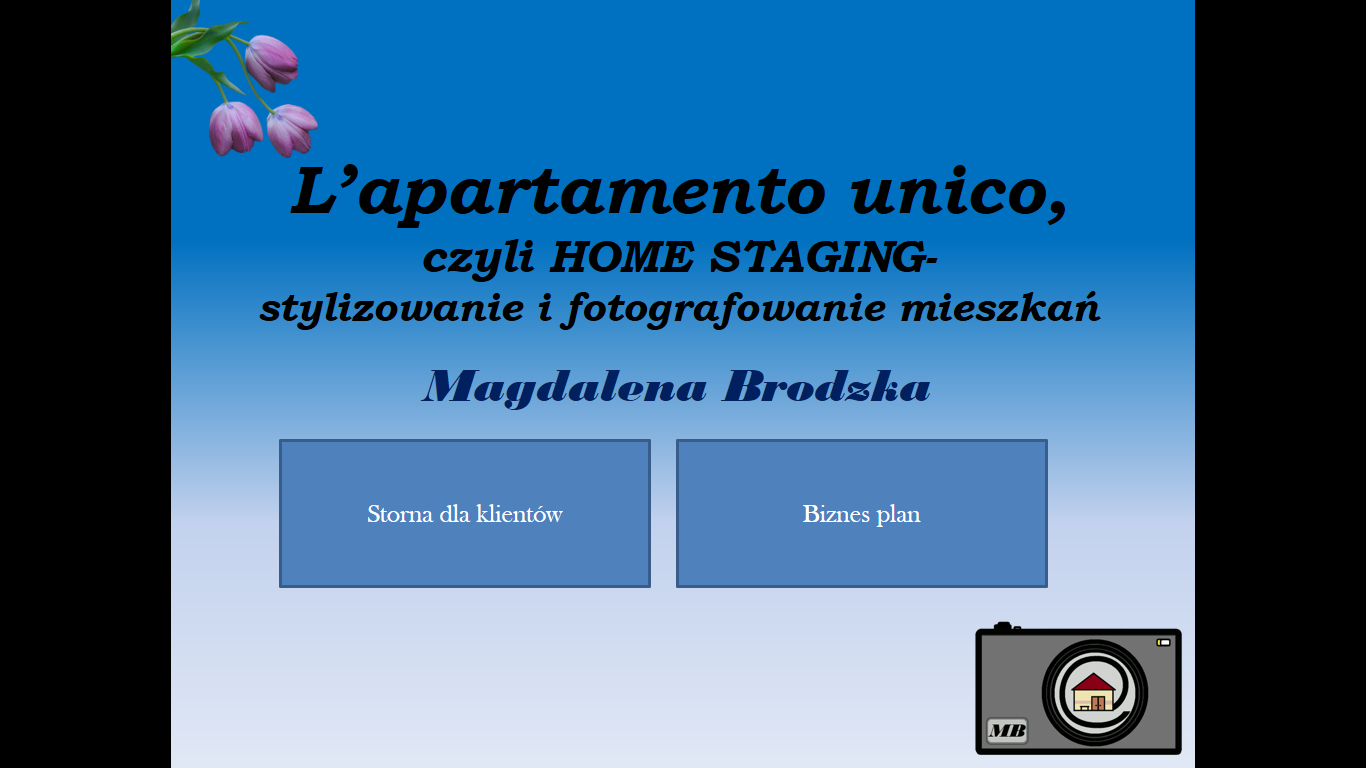 L’apartamento unico,
czyli HOME STAGING-
stylizowanie i fotografowanie mieszkań
Magdalena Brodzka
Storna dla klientów
Biznes plan
MB